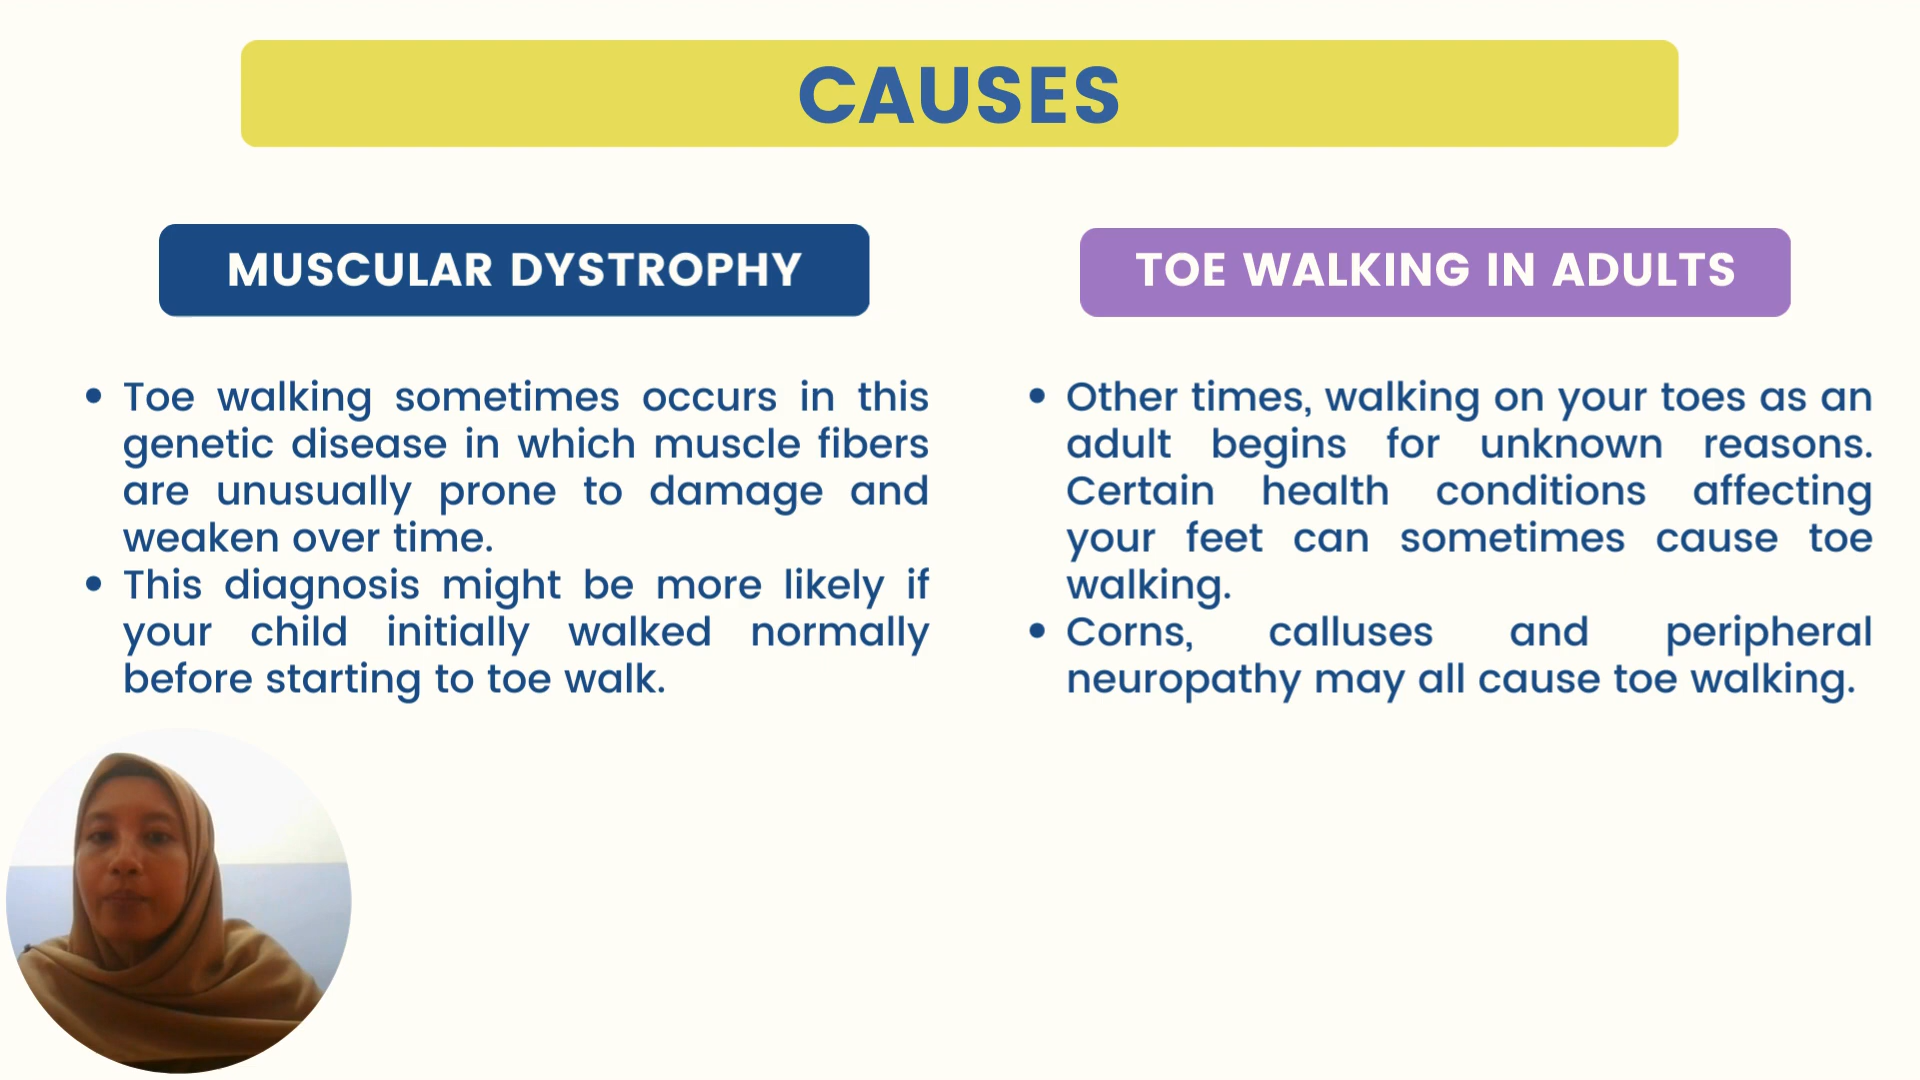 CAUSES
MUSCULAR DYSTROPHY
Toe walking sometimes occurs in this
genetic disease in which muscle fibers
are unusually prone to damage and
weaken over time.
This diagnosis might be more likely if
your child initially walked normally
before starting to toe walk.
TOE WALKING IN ADULTS
Other times, walking on your toes as an
adult begins for unknown reasons.
Certain health conditions affecting
your feet can sometimes cause toe
walking.
Corns, calluses and peripheral
neuropathy may all cause toe walking.